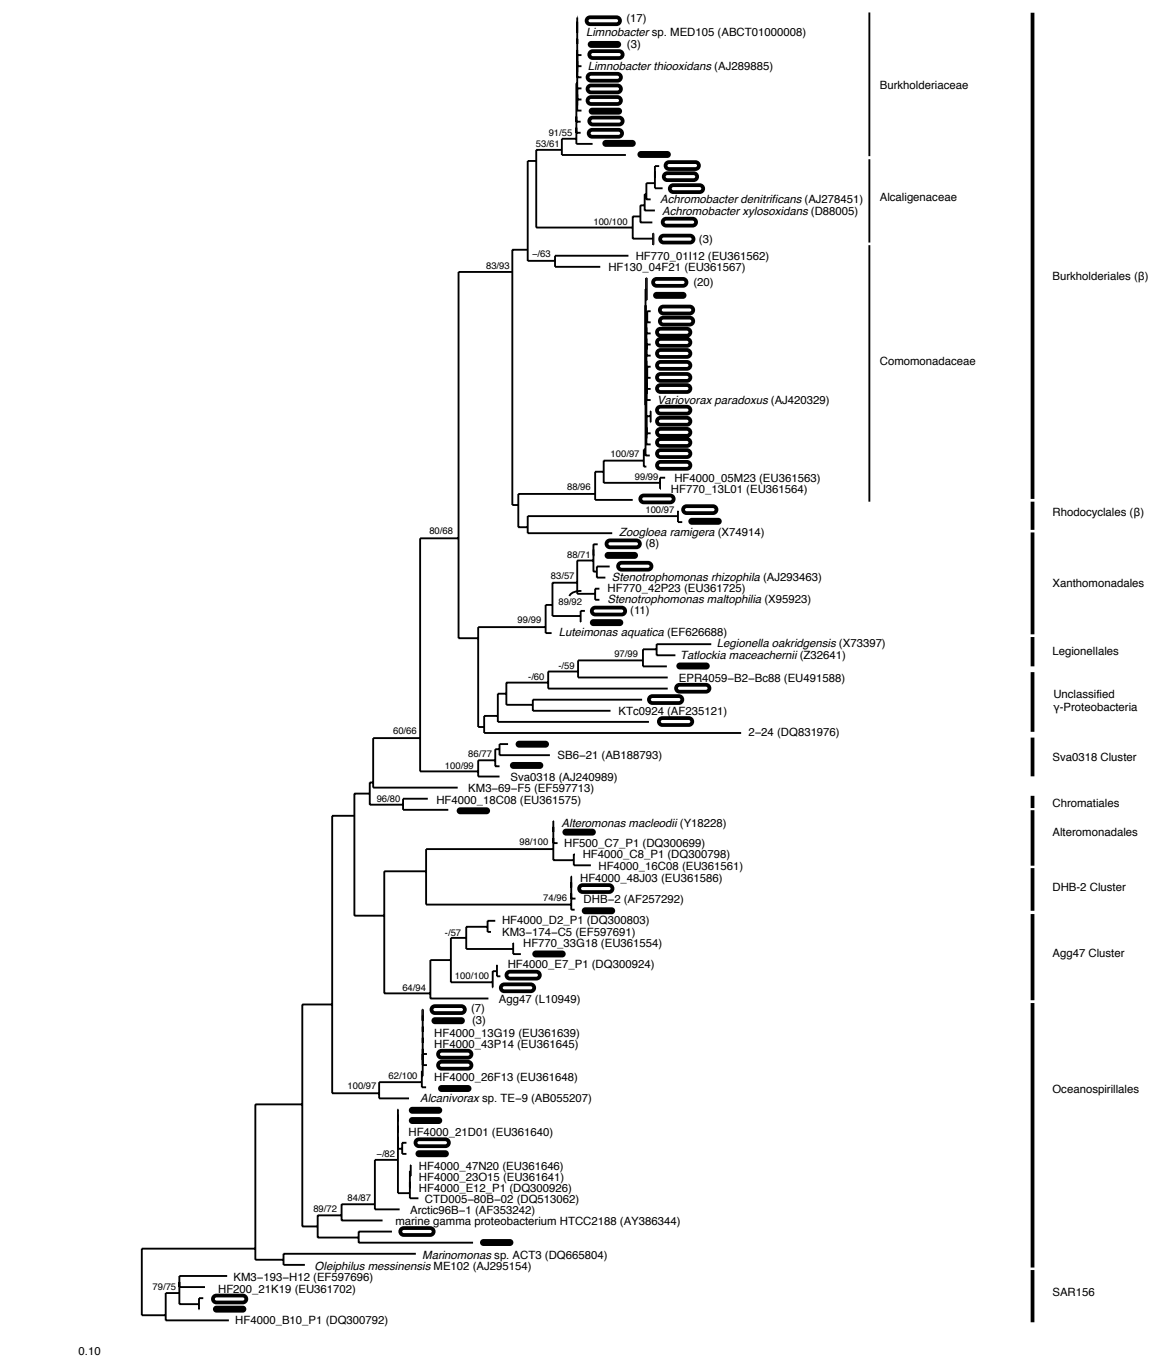 (17)
Limnobacter sp. MED105 (ABCT01000008)
(3)
Limnobacter thiooxidans (AJ289885)
Burkholderiaceae
91/55
53/61
Alcaligenaceae
Achromobacter denitrificans (AJ278451)
Achromobacter xylosoxidans (D88005)
100/100
(3)
–/63
HF770_01I12 (EU361562)
83/93
HF130_04F21 (EU361567)
Burkholderiales (β)
(20)
Comomonadaceae
Variovorax paradoxus (AJ420329)
100/97
99/99
HF4000_05M23 (EU361563)
88/96
HF770_13L01 (EU361564)
100/97
Rhodocyclales (β)
80/68
Zoogloea ramigera (X74914)
(8)
88/71
83/57
Stenotrophomonas rhizophila (AJ293463)
Xanthomonadales
HF770_42P23 (EU361725)
89/92
Stenotrophomonas maltophilia (X95923)
(11)
99/99
Luteimonas aquatica (EF626688)
Legionella oakridgensis (X73397)
97/99
Tatlockia maceachernii (Z32641)
Legionellales
-/59
-/60
EPR4059−B2−Bc88 (EU491588)
Unclassified
γ-Proteobacteria
KTc0924 (AF235121)
60/66
2−24 (DQ831976)
86/77
SB6−21 (AB188793)
Sva0318 Cluster
100/99
Sva0318 (AJ240989)
KM3−69−F5 (EF597713)
96/80
HF4000_18C08 (EU361575)
Chromatiales
Alteromonas macleodii (Y18228)
Alteromonadales
98/100
HF500_C7_P1 (DQ300699)
HF4000_C8_P1 (DQ300798)
HF4000_16C08 (EU361561)
HF4000_48J03 (EU361586)
DHB-2 Cluster
74/96
DHB−2 (AF257292)
HF4000_D2_P1 (DQ300803)
-/57
KM3−174−C5 (EF597691)
HF770_33G18 (EU361554)
Agg47 Cluster
HF4000_E7_P1 (DQ300924)
100/100
64/94
Agg47 (L10949)
(7)
(3)
HF4000_13G19 (EU361639)
HF4000_43P14 (EU361645)
62/100
HF4000_26F13 (EU361648)
100/97
Oceanospirillales
Alcanivorax sp. TE−9 (AB055207)
HF4000_21D01 (EU361640)
–/82
HF4000_47N20 (EU361646)
HF4000_23O15 (EU361641)
HF4000_E12_P1 (DQ300926)
84/87
CTD005−80B−02 (DQ513062)
89/72
Arctic96B−1 (AF353242)
marine gamma proteobacterium HTCC2188 (AY386344)
Marinomonas sp. ACT3 (DQ665804)
Oleiphilus messinensis ME102 (AJ295154)
KM3−193−H12 (EF597696)
79/75
HF200_21K19 (EU361702)
SAR156
HF4000_B10_P1 (DQ300792)
0.10